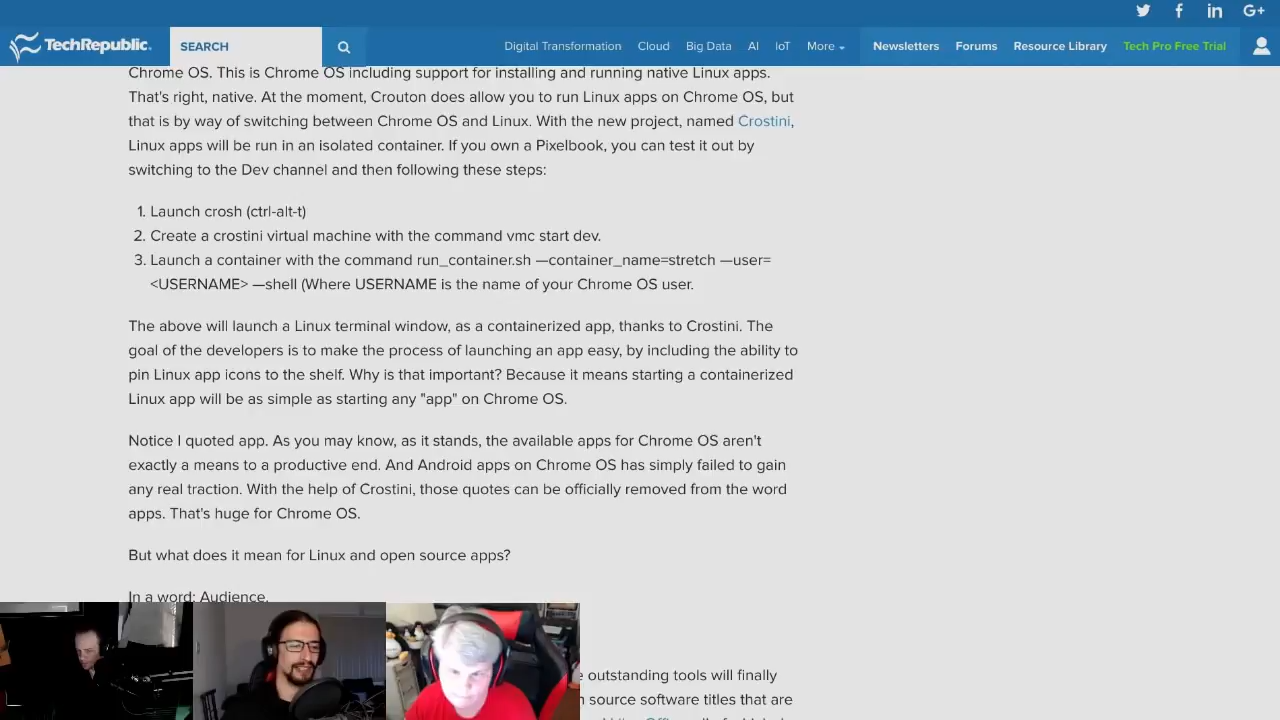 TechRepublic.
SEARCH
Digital Transformation Cloud Big Data AI IoT More Newsletters Forums Resource Library Tech Pro Free Trial
Chrome OS. This is Chrome OS including support for installing and running native Linux apps.
That's right, native. At the moment, Crouton does allow you to run Linux apps on Chrome OS, but
that is by way of switching between Chrome OS and Linux. With the new project, named Crostini,
Linux apps will be run in an isolated container. If you own a Pixelbook, you can test it out by
switching to the Dev channel and then following these steps:
1. Launch crosh (ctrl-alt-t)
2. Create a crostini virtual machine with the command vmc start dev.
3. Launch a container with the command run_container.sh —container_name=stretch —user=
<USERNAME> —shell (Where USERNAME is the name of your Chrome OS user.
The above will launch a Linux terminal window, as a containerized app, thanks to Crostini. The
goal of the developers is to make the process of launching an app easy, by including the ability to
pin Linux app icons to the shelf. Why is that important? Because it means starting a containerized
Linux app will be as simple as starting any "app" on Chrome OS.
Notice I quoted app. As you may know, as it stands, the available apps for Chrome OS aren't
exactly a means to a productive end. And Android apps on Chrome OS has simply failed to gain
any real traction. With the help of Crostini, those quotes can be officially removed from the word
apps. That's huge for Chrome OS.
But what does it mean for Linux and open source apps?
In a word: Audience.
outstanding tools will finally
source software titles that are